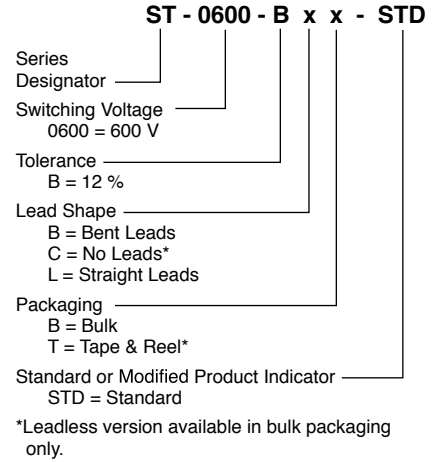 ST - 0600 - B x x - STD
Series
Designator
Switching Voltage
0600 = 600 V
Tolerance
B = 12 %
Lead Shape
B = Bent Leads
C = No Leads*
L = Straight Leads
Packaging
B = Bulk
T = Tape & Reel*
Standard or Modified Product Indicator
STD = Standard
*Leadless version available in bulk packaging
only.